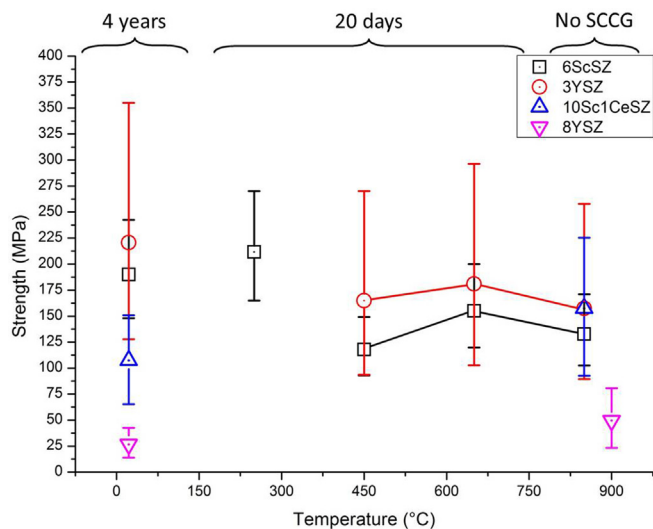 4 years
20 days
No SCCG
6ScSZ
3YSZ
10Sc1CeSZ
8YSZ
Strength (MPa)
400
375
350
325
300
275
250
225
200
175
150
125
100
75
50
25
0
0 150 300 450 600 750 900
Temperature (°C)